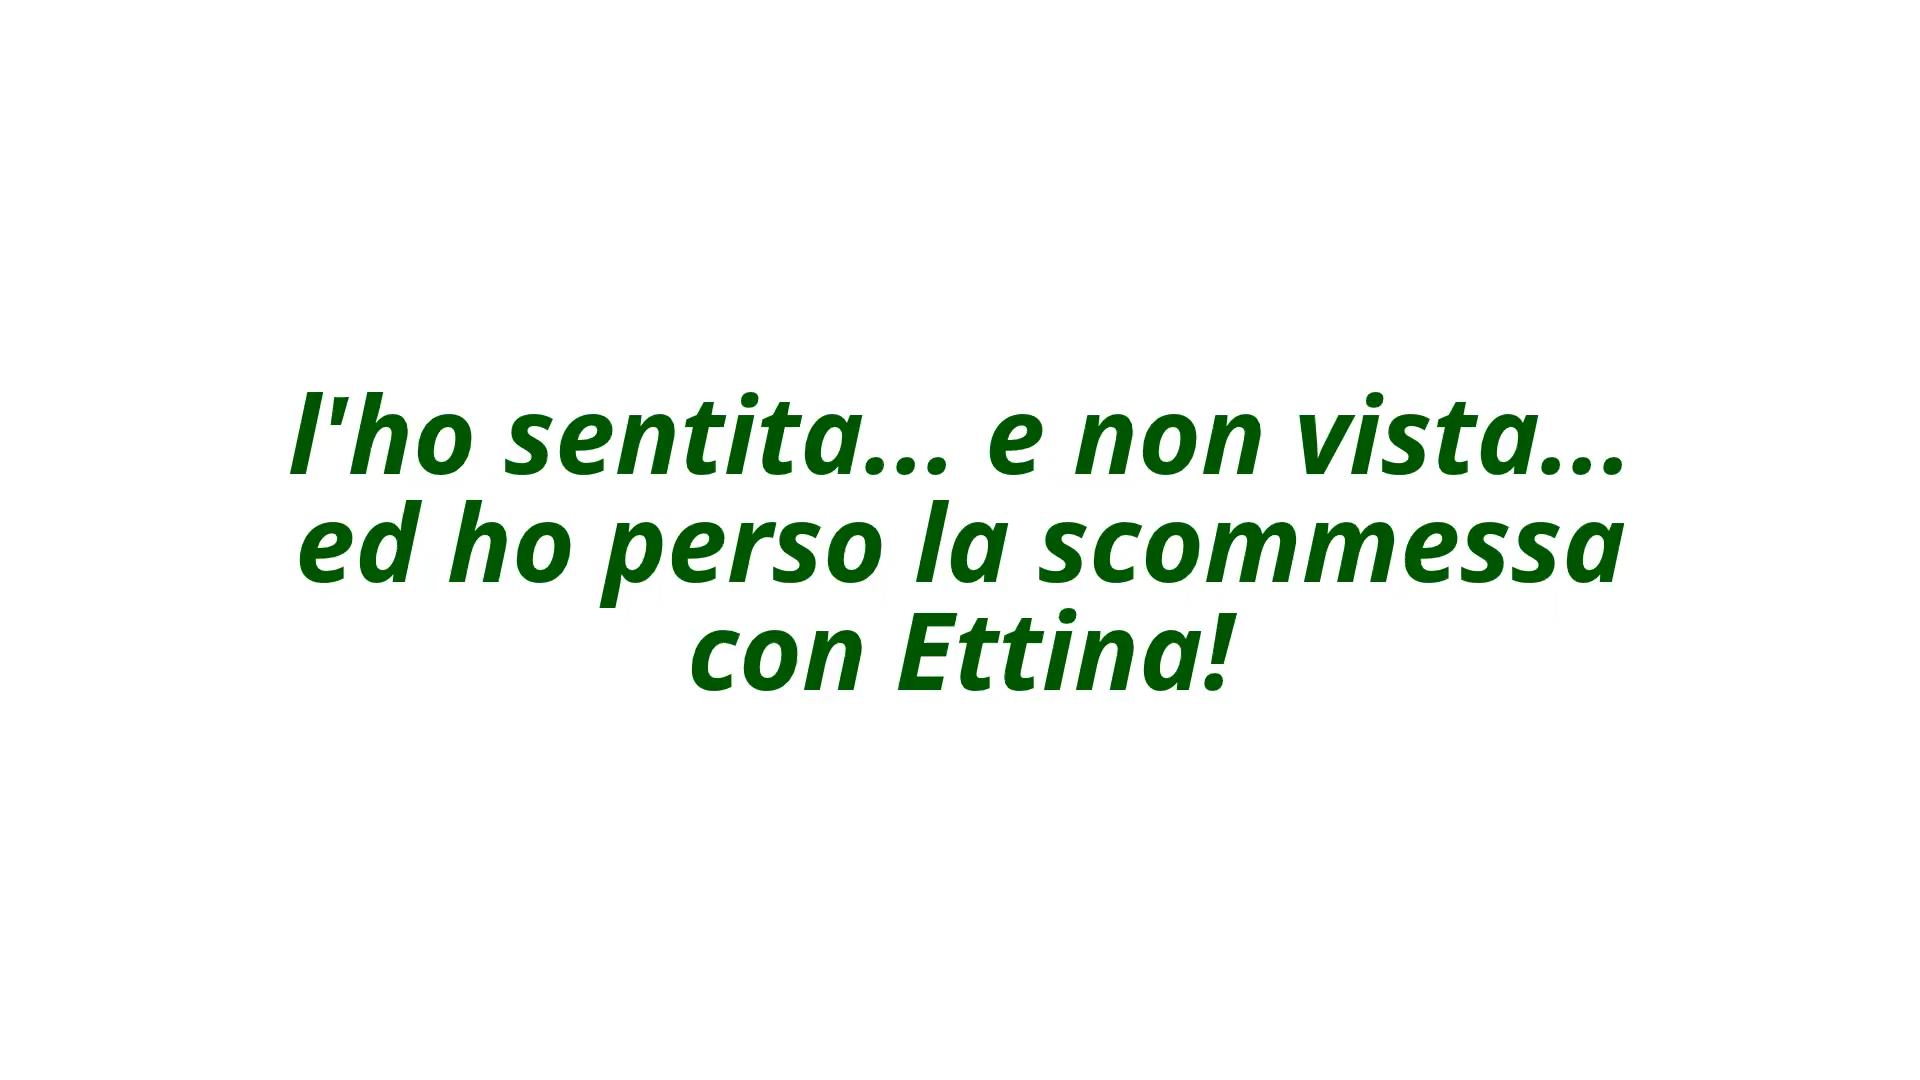 l'ho sentita... e non vista...
ed ho perso la scommessa
con Ettina!